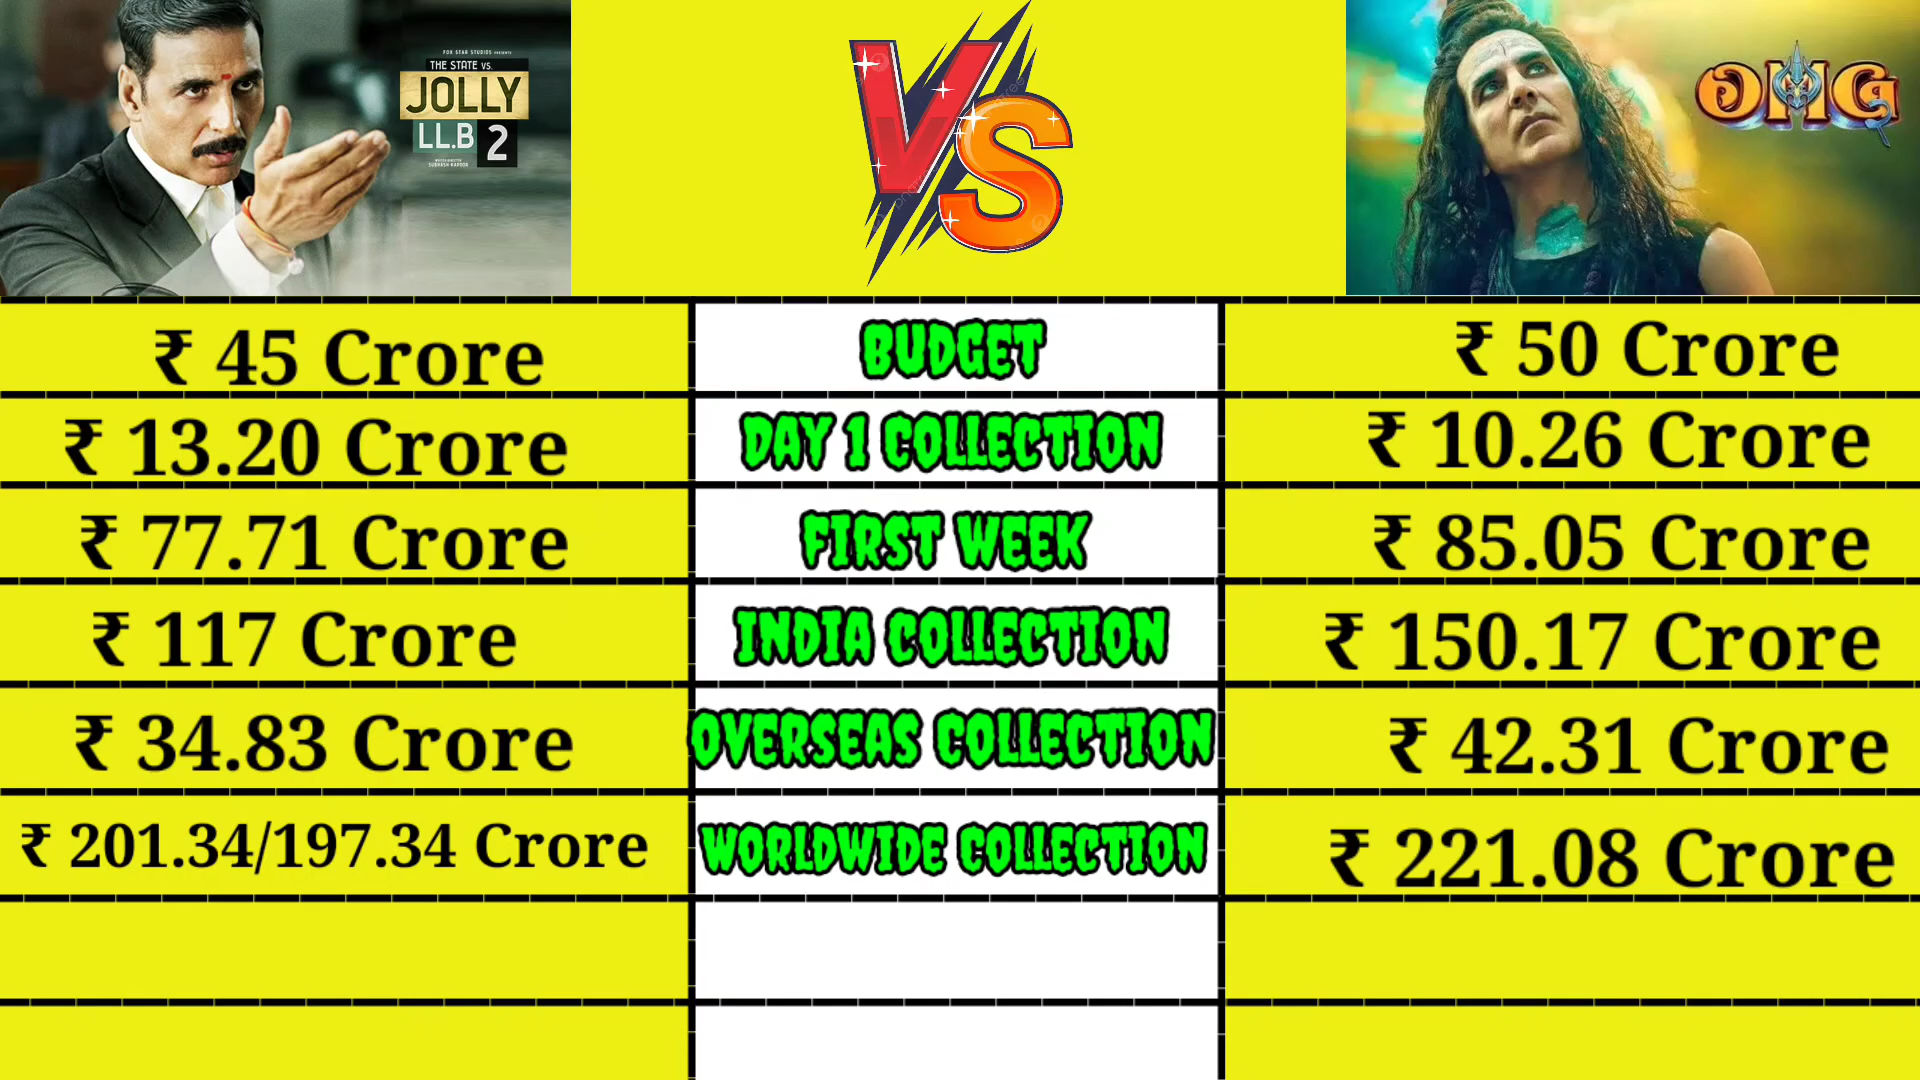 FOX STAR STUDIOS PRESENTS
THE STATE VS.
JOLLY
LL.B 2
SUBHASH KAPOOR
VS
OMG
₹ 45 Crore BUDGET ₹ 50 Crore
₹ 13.20 Crore DAY 1 COLLECTION ₹ 10.26 Crore
₹ 77.71 Crore FIRST WEEK ₹ 85.05 Crore
₹ 117 Crore INDIA COLLECTION ₹ 150.17 Crore
₹ 34.83 Crore OVERSEAS COLLECTION ₹ 42.31 Crore
₹ 201.34/197.34 Crore WORLDWIDE COLLECTION ₹ 221.08 Crore